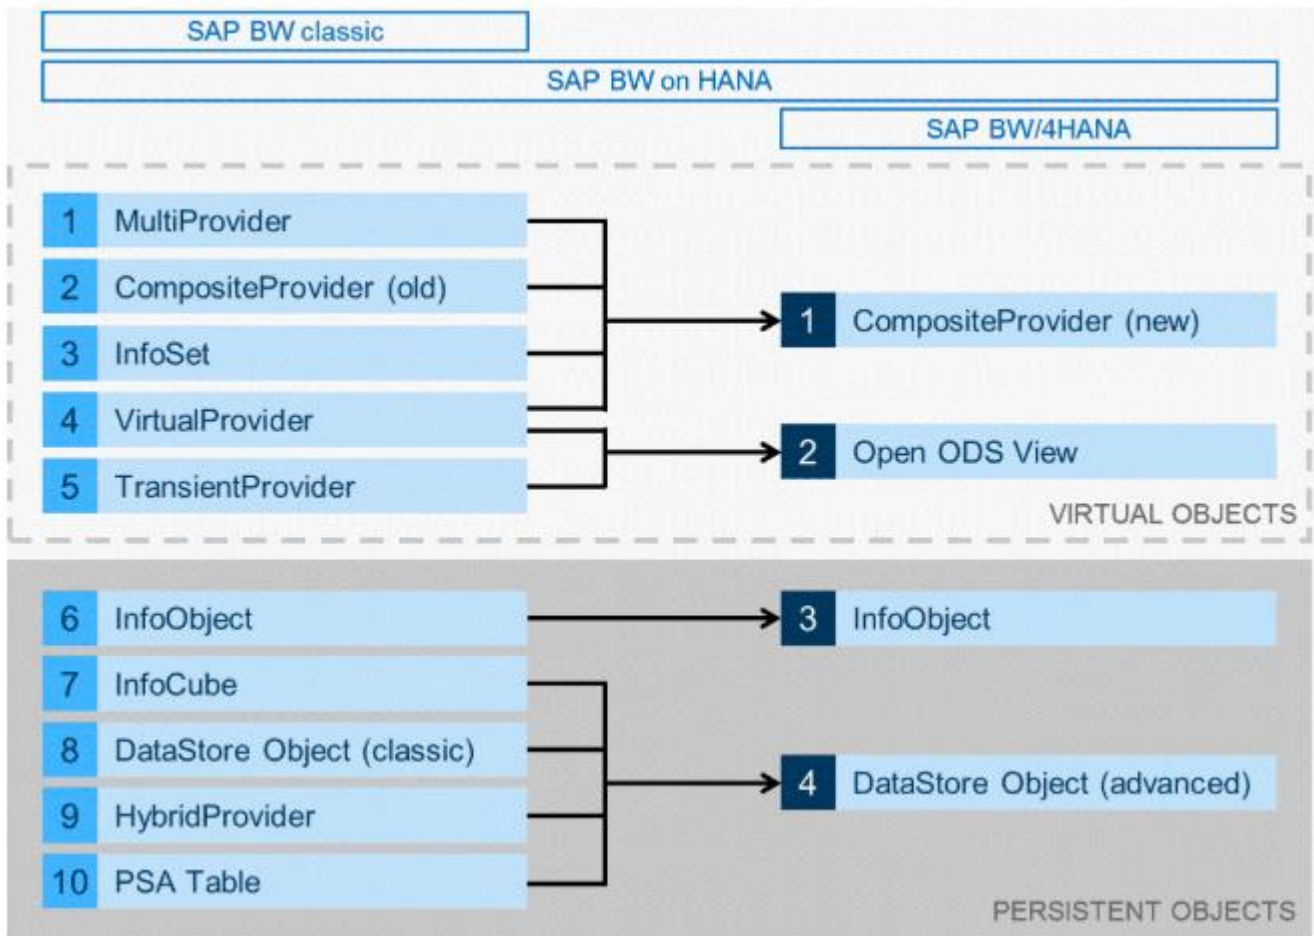 SAP BW classic
SAP BW on HANA
SAP BW/4HANA
1 MultiProvider
2 CompositeProvider (old)
3 InfoSet
4 VirtualProvider
5 TransientProvider
1 CompositeProvider (new)
2 Open ODS View
VIRTUAL OBJECTS
6 InfoObject
7 InfoCube
8 DataStore Object (classic)
9 HybridProvider
10 PSA Table
3 InfoObject
4 DataStore Object (advanced)
PERSISTENT OBJECTS